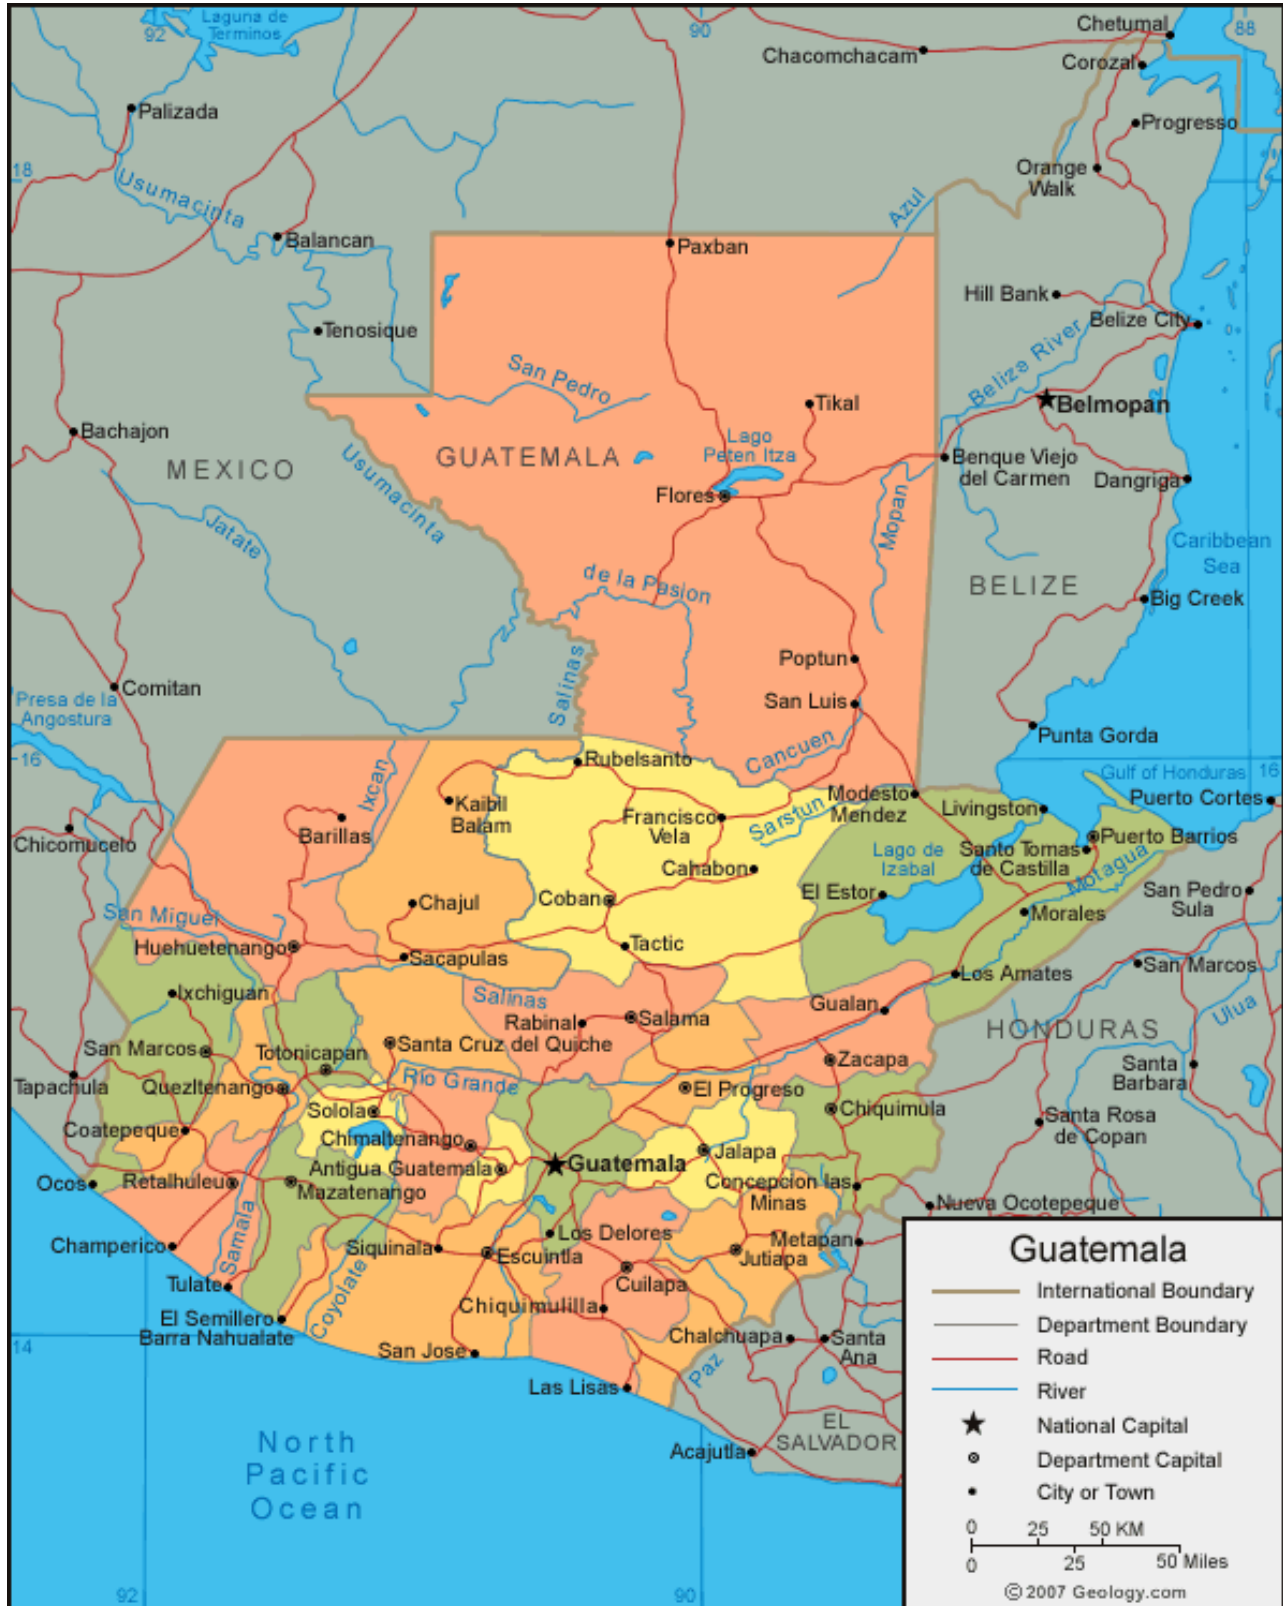 92
Laguna de
Terminos
90
Chetumal
88
Chacomchacam
Corozal
Palizada
Progresso
18
Usumacinta
Orange
Walk
Azul
Balancan
Paxban
Hill Bank
Belize City
Tenosique
Belize River
San Pedro
Tikal
Belmopan
Bachajon
MEXICO
GUATEMALA
Lago
Peten Itza
Benque Viejo
del Carmen
Dangriga
Usumacinta
Flores
Mopan
Jatate
Caribbean
Sea
de la Pasion
BELIZE
Big Creek
Poptun
Salinas
Comitan
San Luis
Presa de la
Angostura
Punta Gorda
Cancuen
16
Rubelsanto
Gulf of Honduras
16
Ixcan
Kaibil
Balam
Modesto
Mendez
Livingston
Puerto Cortes
Barillas
Francisco
Vela
Sarstun
Chicomucelo
Lago de
Izabal
Santo Tomas
de Castilla
Puerto Barrios
Cahabon
Motagua
El Estor
San Pedro
Sula
Chajul
Coban
San Miguel
Morales
Huehuetenango
Sacapulas
Tactic
Los Amates
San Marcos
Ixchiguan
Salinas
Gualan
Ulua
Rabinal
Salama
HONDURAS
San Marcos
Totonicapan
Santa Cruz del Quiche
Zacapa
Santa
Barbara
Tapachula
Quezltenango
Rio Grande
El Progreso
Solola
Chiquimula
Santa Rosa
de Copan
Coatepeque
Chimaltenango
Jalapa
Antigua Guatemala
Guatemala
Ocos
Retalhuleu
Mazatenango
Concepcion las
Minas
Nueva Ocotepeque
Samala
Champerico
Siquinala
Escuintla
Los Delores
Metapan
Jutiapa
Tulate
Coyolate
Cuilapa
El Semillero
Barra Nahualate
Chiquimulilla
14
San Jose
Chalchuapa
Santa
Ana
Las Lisas
Paz
EL
SALVADOR
Acajutla
North
Pacific
Ocean
92
90
Guatemala
International Boundary
Department Boundary
Road
River
National Capital
Department Capital
City or Town
0 25 50 KM
0 25 50 Miles
© 2007 Geology.com